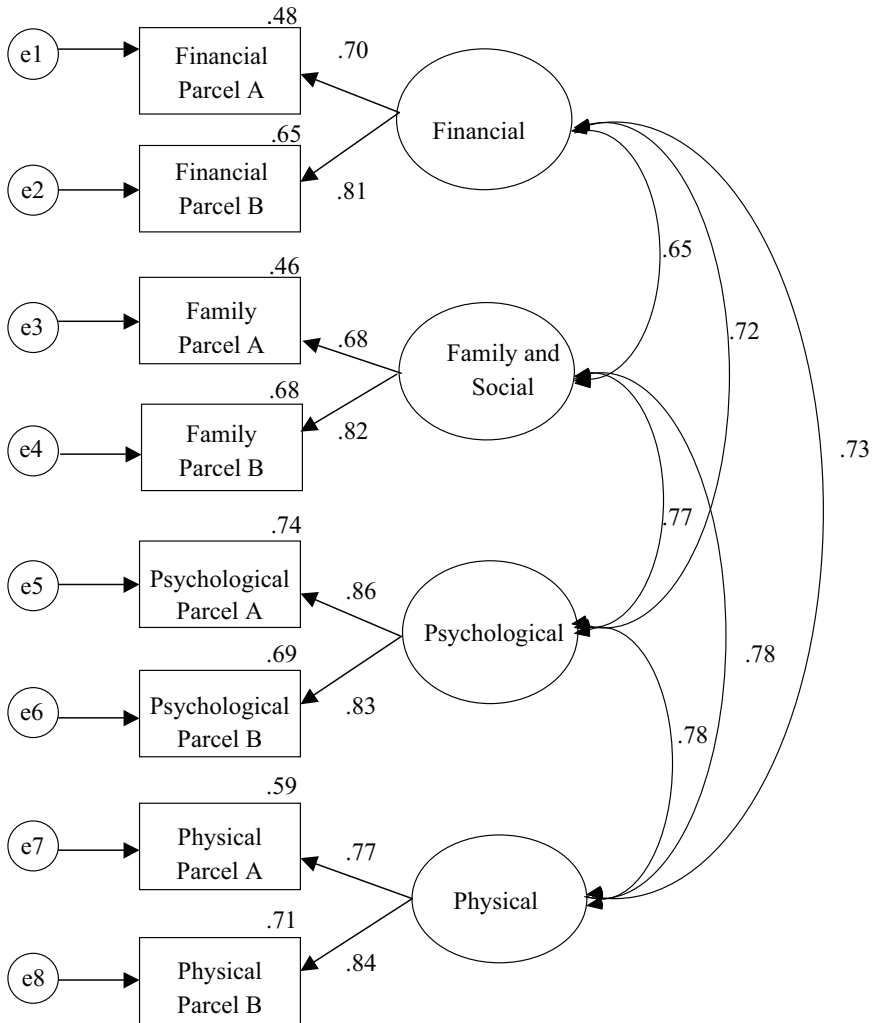 .48
e1
Financial
Parcel A
.70
Financial
.65
e2
Financial
Parcel B
.81
.65
.46
e3
Family
Parcel A
.68
Family and
Social
.72
.68
e4
Family
Parcel B
.82
.73
.77
.74
e5
Psychological
Parcel A
.86
Psychological
.69
e6
Psychological
Parcel B
.83
.78
.78
.59
e7
Physical
Parcel A
.77
Physical
.71
e8
Physical
Parcel B
.84